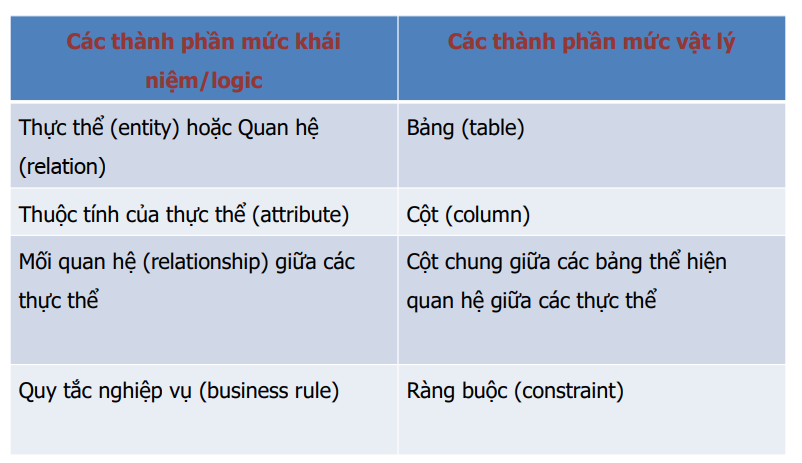 Các thành phần mức khái
niệm/logic
Các thành phần mức vật lý
Thực thể (entity) hoặc Quan hệ
(relation)
Bảng (table)
Thuộc tính của thực thể (attribute)
Cột (column)
Mối quan hệ (relationship) giữa các
thực thể
Cột chung giữa các bảng thể hiện
quan hệ giữa các thực thể
Quy tắc nghiệp vụ (business rule)
Ràng buộc (constraint)